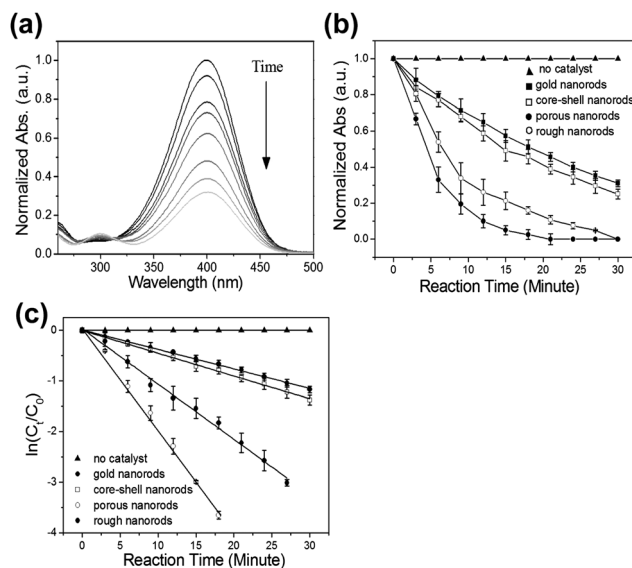 (a)
Normalized Abs. (a.u.)
1.0
0.8
0.6
0.4
0.2
0.0
Time
300 350 400 450 500
Wavelength (nm)
(b)
Normalized Abs (a.u.)
1.0
0.8
0.6
0.4
0.2
0.0
no catalyst
gold nanorods
core-shell nanorods
porous nanorods
rough nanorods
0 5 10 15 20 25 30
Reaction Time (Minute)
(c)
ln(Ct/C0)
0
-1
-2
-3
-4
no catalyst
gold nanorods
core-shell nanorods
porous nanorods
rough nanorods
0 5 10 15 20 25 30
Reaction Time (Minute)